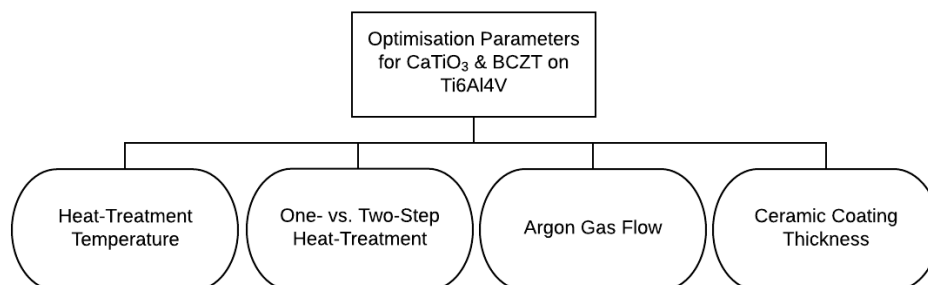 Optimisation Parameters
for CaTiO₃ & BCZT on
Ti6Al4V
Heat-Treatment
Temperature
One- vs. Two-Step
Heat-Treatment
Argon Gas Flow
Ceramic Coating
Thickness